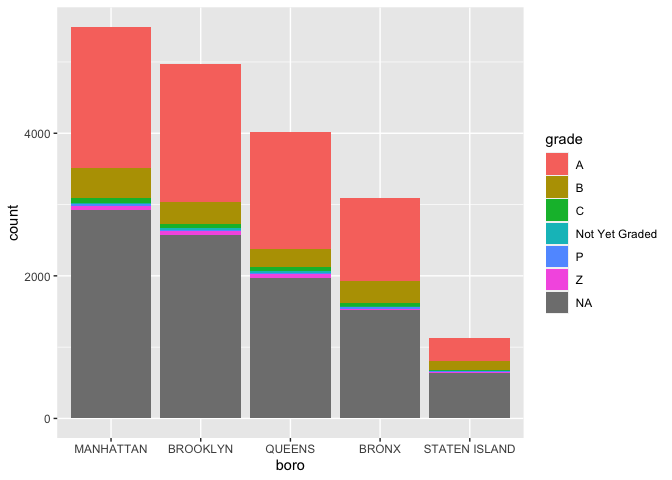 4000
2000
0
count
MANHATTAN BROOKLYN QUEENS BRONX STATEN ISLAND
boro
grade
A
B
C
Not Yet Graded
P
Z
NA